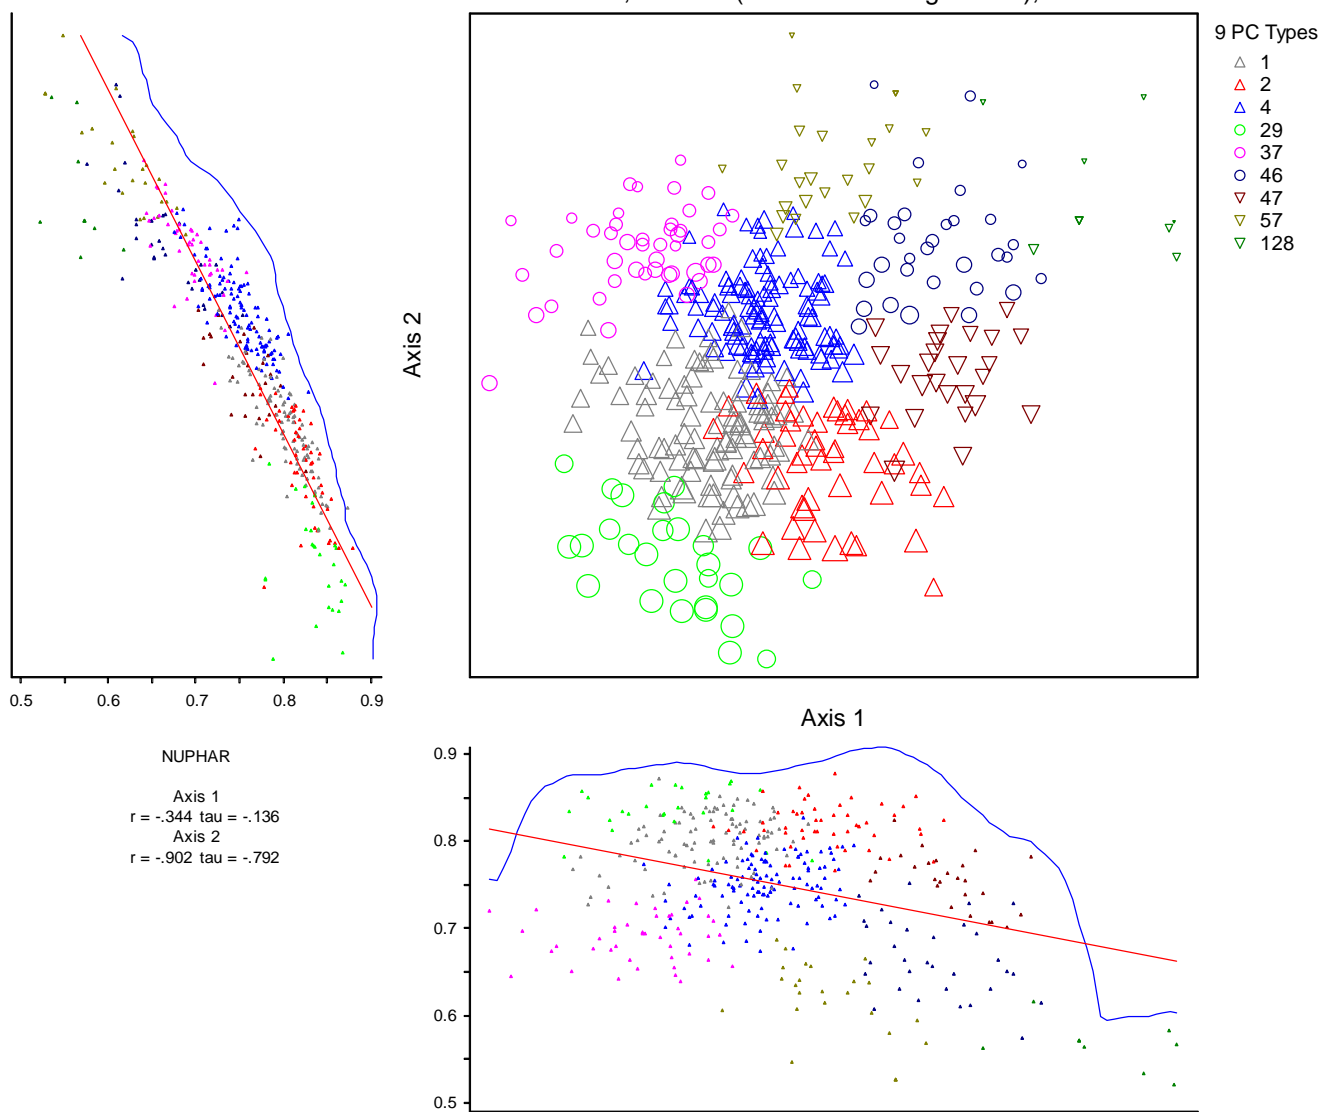 9 PC Types
1
2
4
29
37
46
47
57
128
Axis 2
0.5 0.6 0.7 0.8 0.9
Axis 1
NUPHAR
Axis 1
r = -.344 tau = -.136
Axis 2
r = -.902 tau = -.792
0.9
0.8
0.7
0.6
0.5